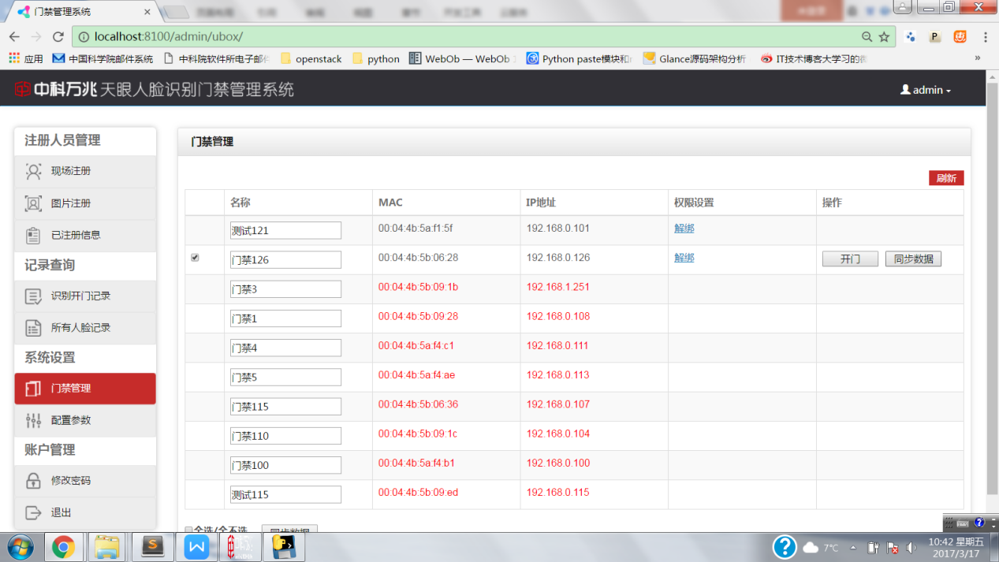 门禁管理系统
localhost:8100/admin/ubox/
应用 中国科学院邮件系统 中科院软件所电子邮件 openstack python WebOb — WebOb Python paste模块和 Glance源码架构分析 IT技术博客大学习的
中科万兆 天眼人脸识别门禁管理系统 admin
注册人员管理
现场注册
图片注册
已注册信息
记录查询
识别开门记录
所有人脸记录
系统设置
门禁管理
配置参数
账户管理
修改密码
退出
门禁管理
刷新
名称 MAC IP地址 权限设置 操作
测试121 00:04:4b:5a:f1:5f 192.168.0.101 解绑
门禁126 00:04:4b:5b:06:28 192.168.0.126 解绑 开门 同步数据
门禁3 00:04:4b:5b:09:1b 192.168.1.251
门禁1 00:04:4b:5b:09:28 192.168.0.108
门禁4 00:04:4b:5a:f4:c1 192.168.0.111
门禁5 00:04:4b:5a:f4:ae 192.168.0.113
门禁115 00:04:4b:5b:06:36 192.168.0.107
门禁110 00:04:4b:5b:09:1c 192.168.0.104
门禁100 00:04:4b:5a:f4:b1 192.168.0.100
测试115 00:04:4b:5b:09:ed 192.168.0.115
全选/全不选 同步数据
7℃ 10:42 星期五
2017/3/17